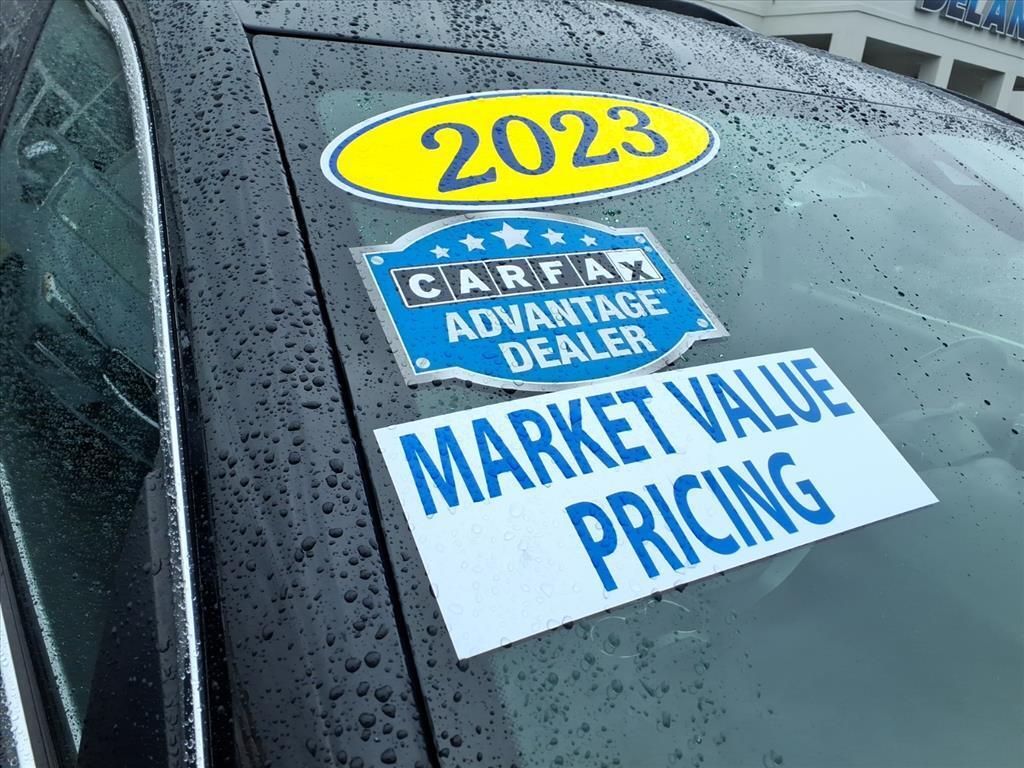 2023
CARFAX
ADVANTAGE™
DEALER
MARKET VALUE
PRICING